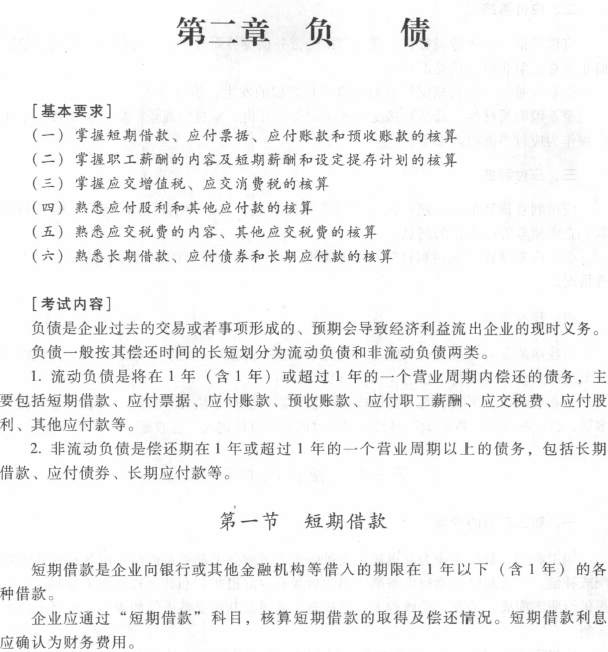 第二章 负 债
[基本要求]
(一) 掌握短期借款、应付票据、应付账款和预收账款的核算
(二) 掌握职工薪酬的内容及短期薪酬和设定提存计划的核算
(三) 掌握应交增值税、应交消费税的核算
(四) 熟悉应付股利和其他应付款的核算
(五) 熟悉应交税费的内容、其他应交税费的核算
(六) 熟悉长期借款、应付债券和长期应付款的核算
[考试内容]
负债是企业过去的交易或者事项形成的、预期会导致经济利益流出企业的现时义务。
负债一般按其偿还时间的长短划分为流动负债和非流动负债两类。
1. 流动负债是将在 1 年（含 1 年）或超过 1 年的一个营业周期内偿还的债务，主
要包括短期借款、应付票据、应付账款、预收账款、应付职工薪酬、应交税费、应付股
利、其他应付款等。
2. 非流动负债是偿还期在 1 年或超过 1 年的一个营业周期以上的债务，包括长期
借款、应付债券、长期应付款等。
第一节 短期借款
短期借款是企业向银行或其他金融机构等借入的期限在 1 年以下（含 1 年）的各
种借款。
企业应通过“短期借款”科目，核算短期借款的取得及偿还情况。短期借款利息
应确认为财务费用。